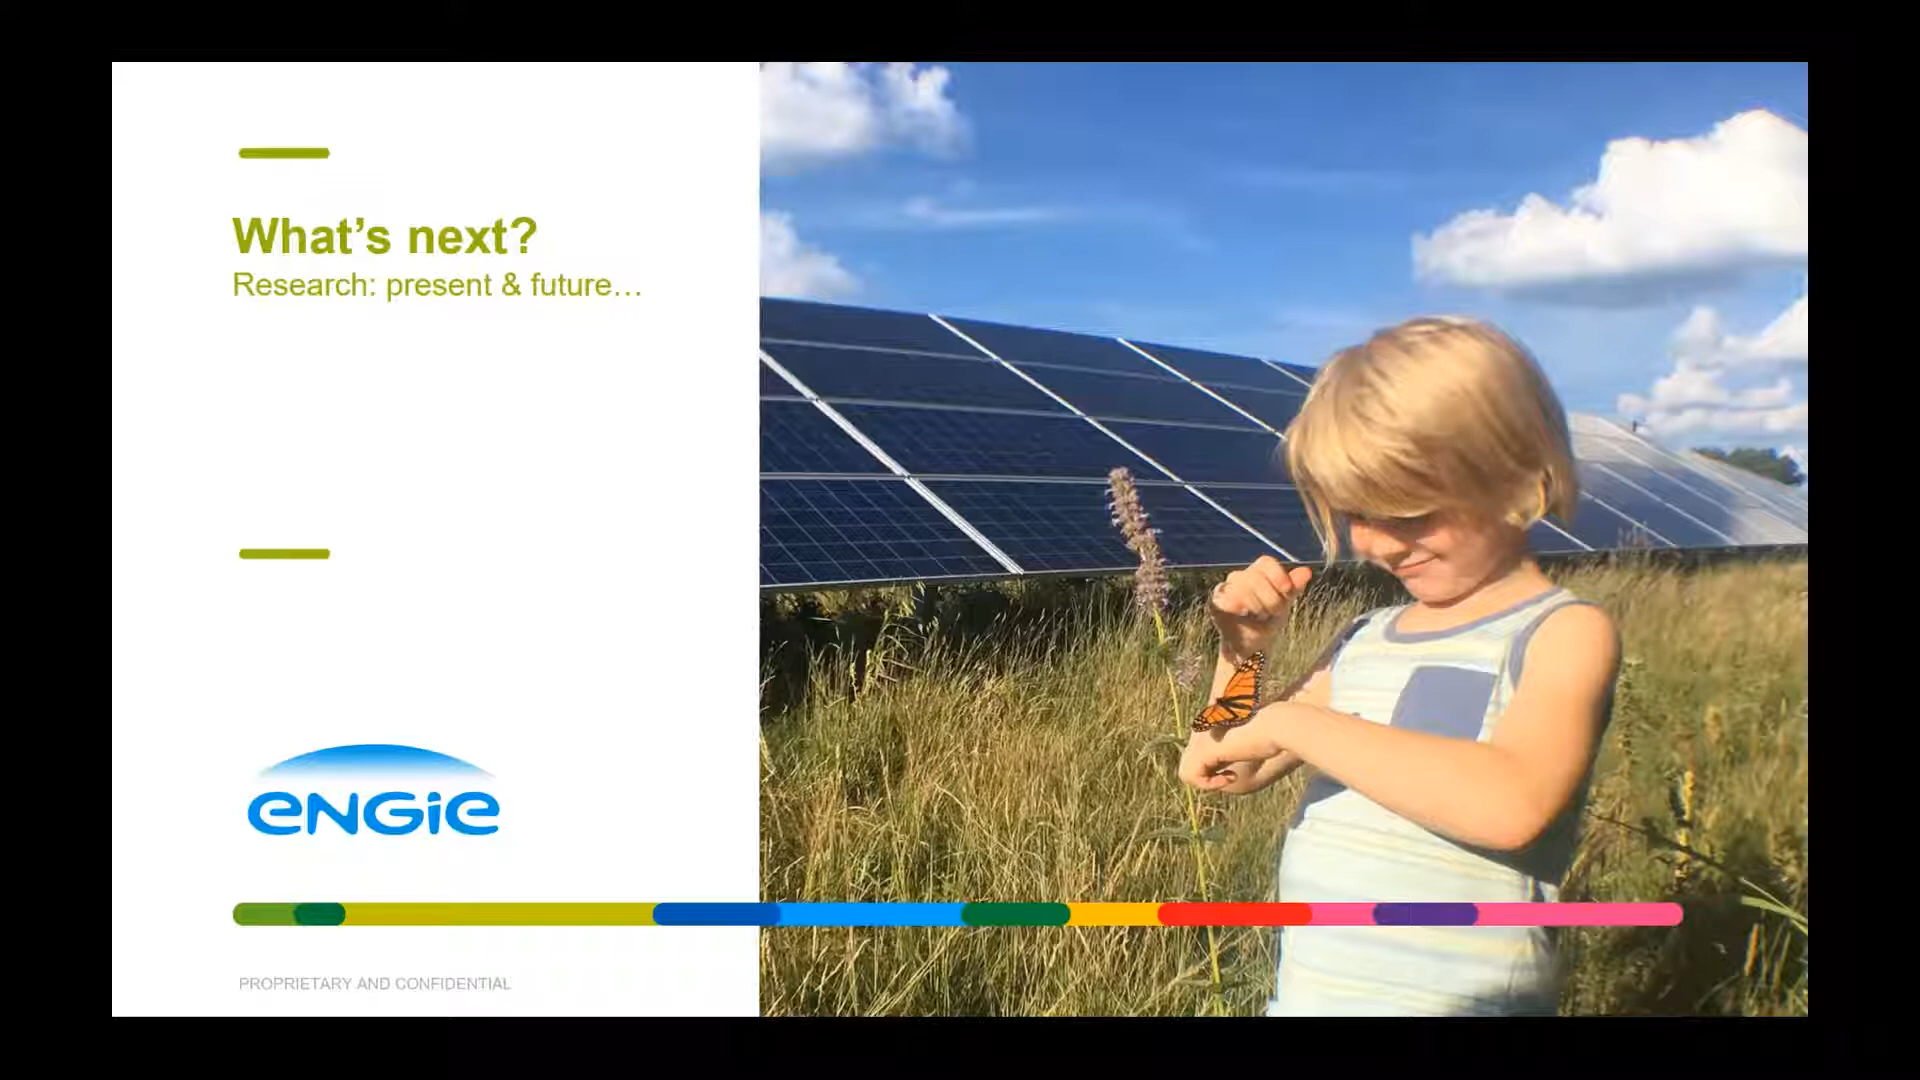 What's next?
Research: present & future…
ENGIE
PROPRIETARY AND CONFIDENTIAL